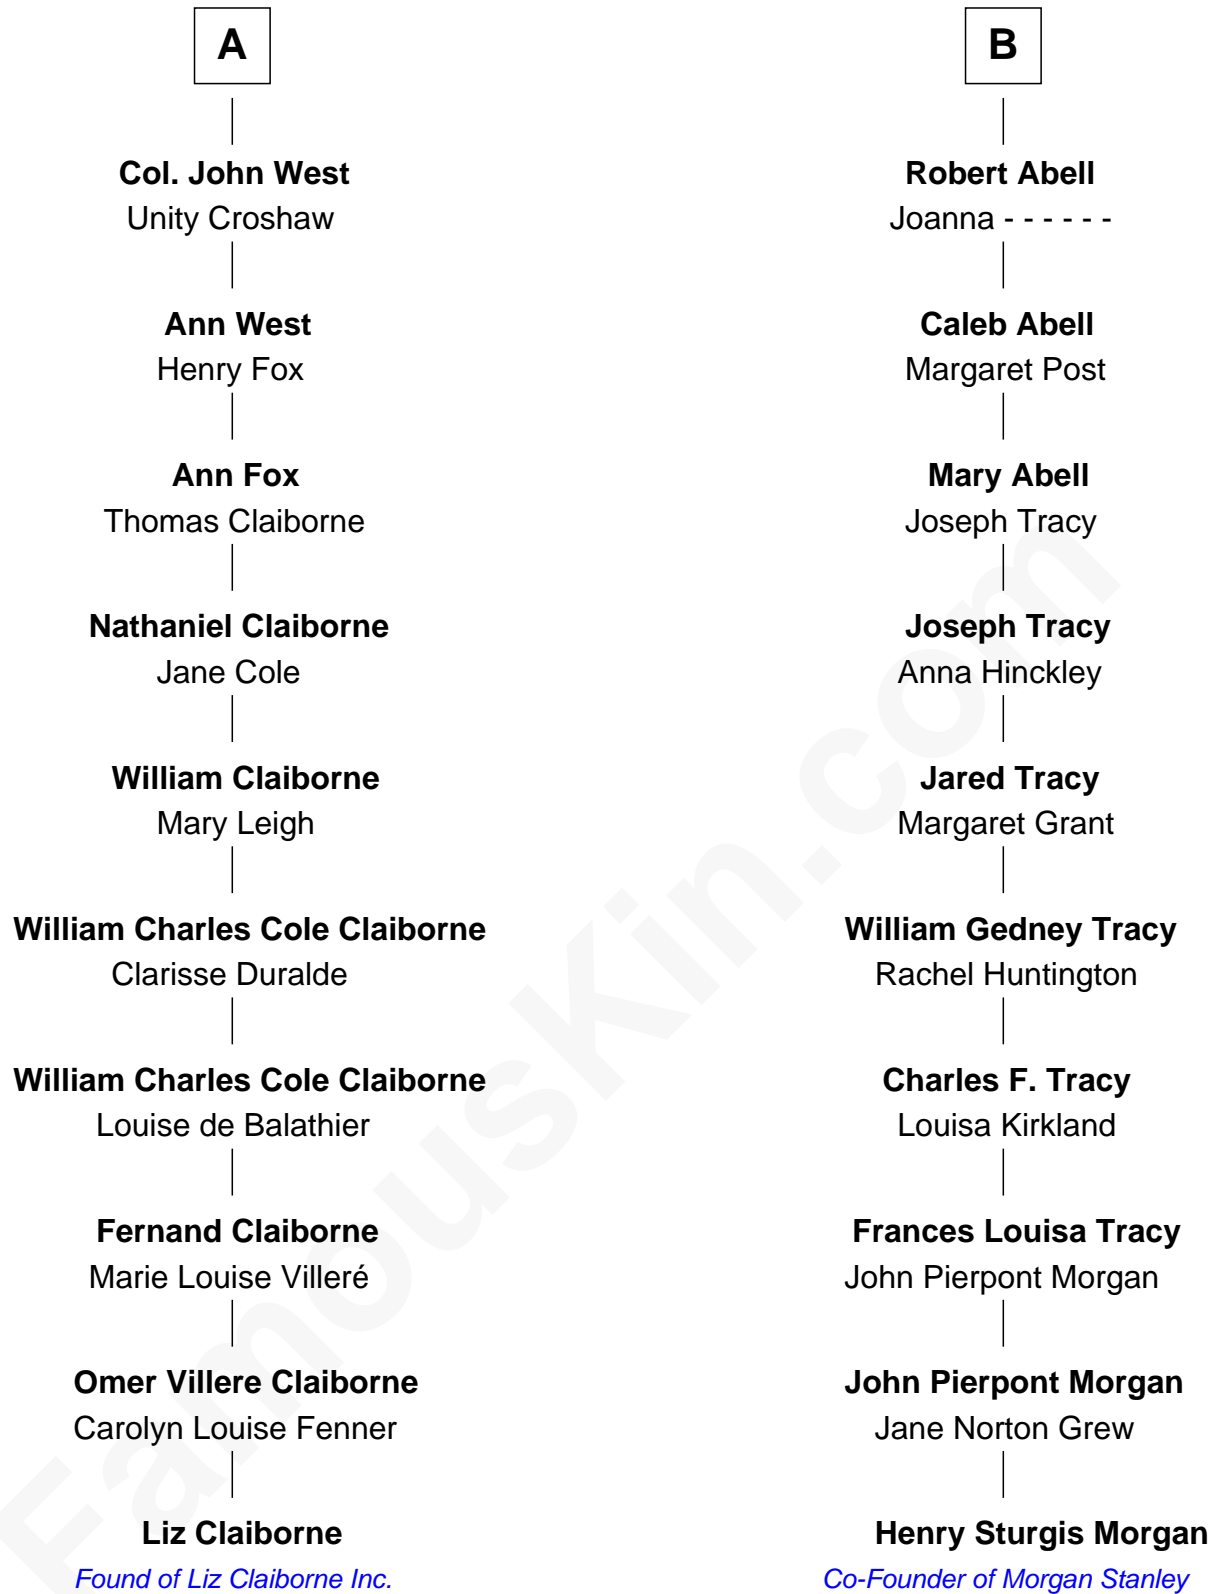 A
Col. John West
Unity Croshaw
Ann West
Henry Fox
Ann Fox
Thomas Claiborne
Nathaniel Claiborne
Jane Cole
William Claiborne
Mary Leigh
William Charles Cole Claiborne
Clarisse Duralde
William Charles Cole Claiborne
Louise de Balathier
Fernand Claiborne
Marie Louise Villeré
Omer Villere Claiborne
Carolyn Louise Fenner
Liz Claiborne
Found of Liz Claiborne Inc.
B
Robert Abell
Joanna - - - - - -
Caleb Abell
Margaret Post
Mary Abell
Joseph Tracy
Joseph Tracy
Anna Hinckley
Jared Tracy
Margaret Grant
William Gedney Tracy
Rachel Huntington
Charles F. Tracy
Louisa Kirkland
Frances Louisa Tracy
John Pierpont Morgan
John Pierpont Morgan
Jane Norton Grew
Henry Sturgis Morgan
Co-Founder of Morgan Stanley
FamousKin.com